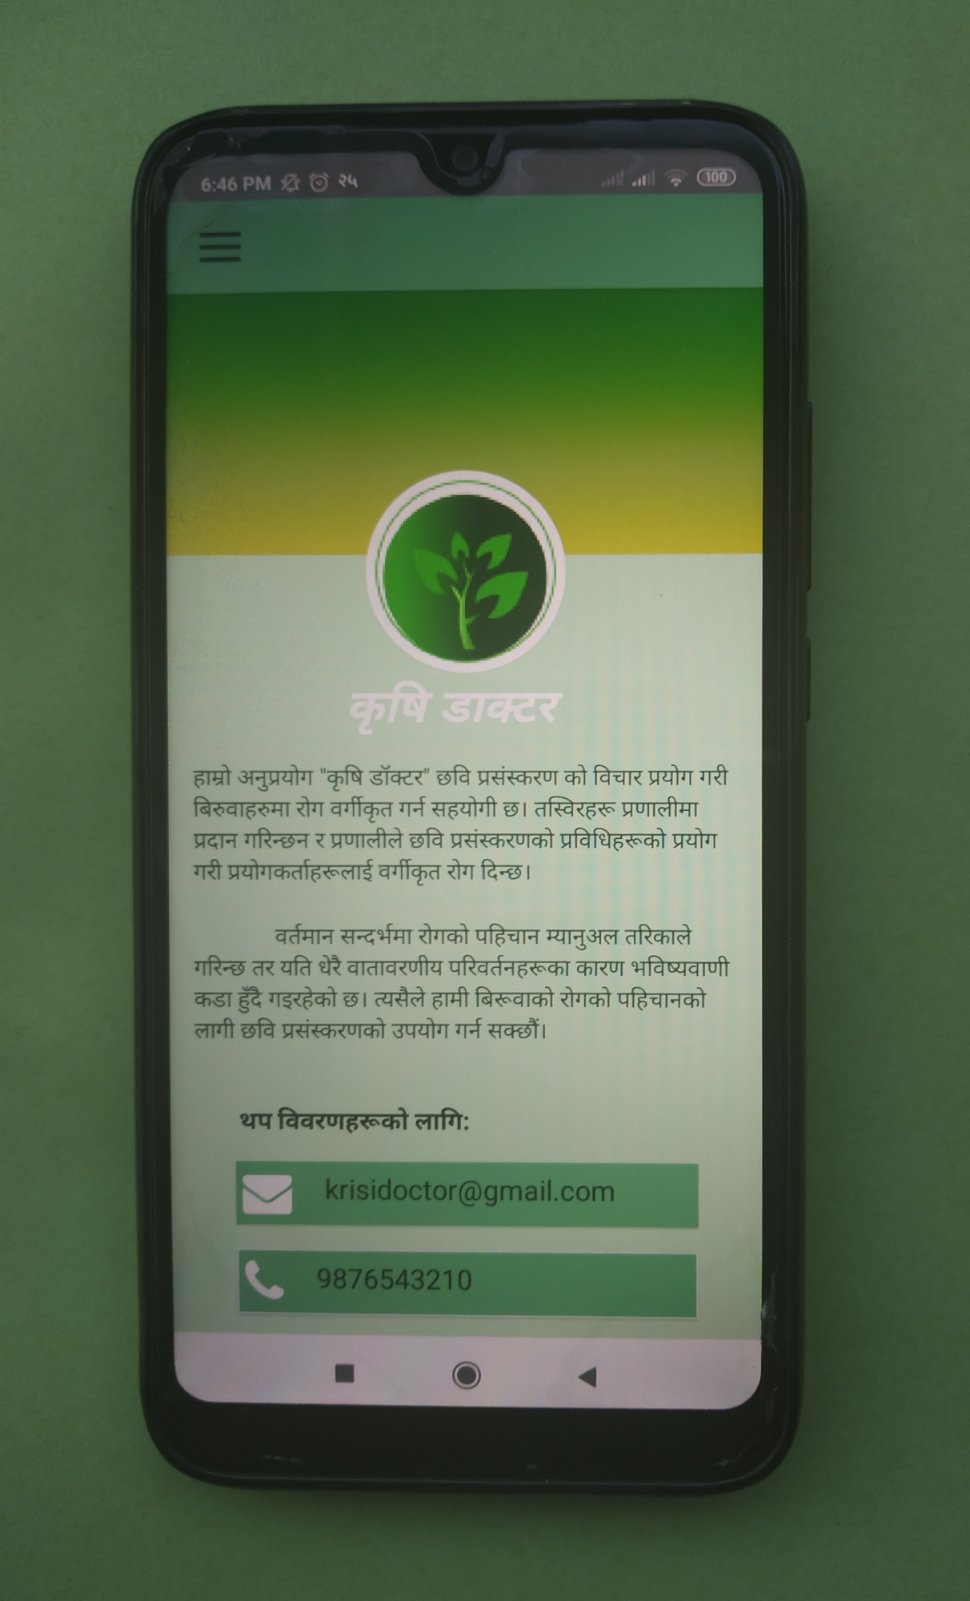 6:46 PM २५ 100
कृषि डाक्टर
हाम्रो अनुप्रयोग "कृषि डॉक्टर" छवि प्रसंस्करण को विचार प्रयोग गरी
बिरुवाहरुमा रोग वर्गीकृत गर्न सहयोगी छ। तस्विरहरू प्रणालीमा
प्रदान गरिन्छन र प्रणालीले छवि प्रसंस्करणको प्रविधिहरूको प्रयोग
गरी प्रयोगकर्ताहरूलाई वर्गीकृत रोग दिन्छ।
वर्तमान सन्दर्भमा रोगको पहिचान म्यानुअल तरिकाले
गरिन्छ तर यति धेरै वातावरणीय परिवर्तनहरूका कारण भविष्यवाणी
कडा हुँदै गइरहेको छ। त्यसैले हामी बिरूवाको रोगको पहिचानको
लागी छवि प्रसंस्करणको उपयोग गर्न सक्छौं।
थप विवरणहरूको लागि:
krisidoctor@gmail.com
9876543210